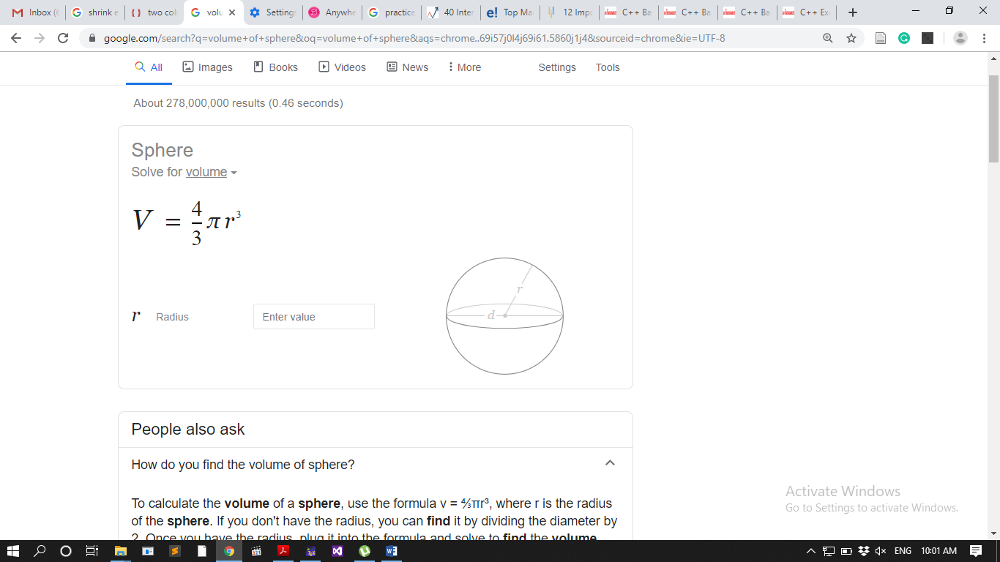 Inbox (
shrink e
two col
volu
Setting
Anywhe
practice
40 Inter
Top Ma
12 Imp
C++ Ba
C++ Ba
C++ Ba
C++ Ex
google.com/search?q=volume+of+sphere&oq=volume+of+sphere&aqs=chrome..69i57j0l4j69i61.5860j1j4&sourceid=chrome&ie=UTF-8
All Images Books Videos News More Settings Tools
About 278,000,000 results (0.46 seconds)
Sphere
Solve for volume
V = 4/3 π r³
r
d
r Radius Enter value
People also ask
How do you find the volume of sphere?
To calculate the volume of a sphere, use the formula v = ⁴⁄₃πr³, where r is the radius
of the sphere. If you don't have the radius, you can find it by dividing the diameter by
2. Once you have the radius, plug it into the formula and solve to find the volume.
Activate Windows
Go to Settings to activate Windows.
ENG 10:01 AM